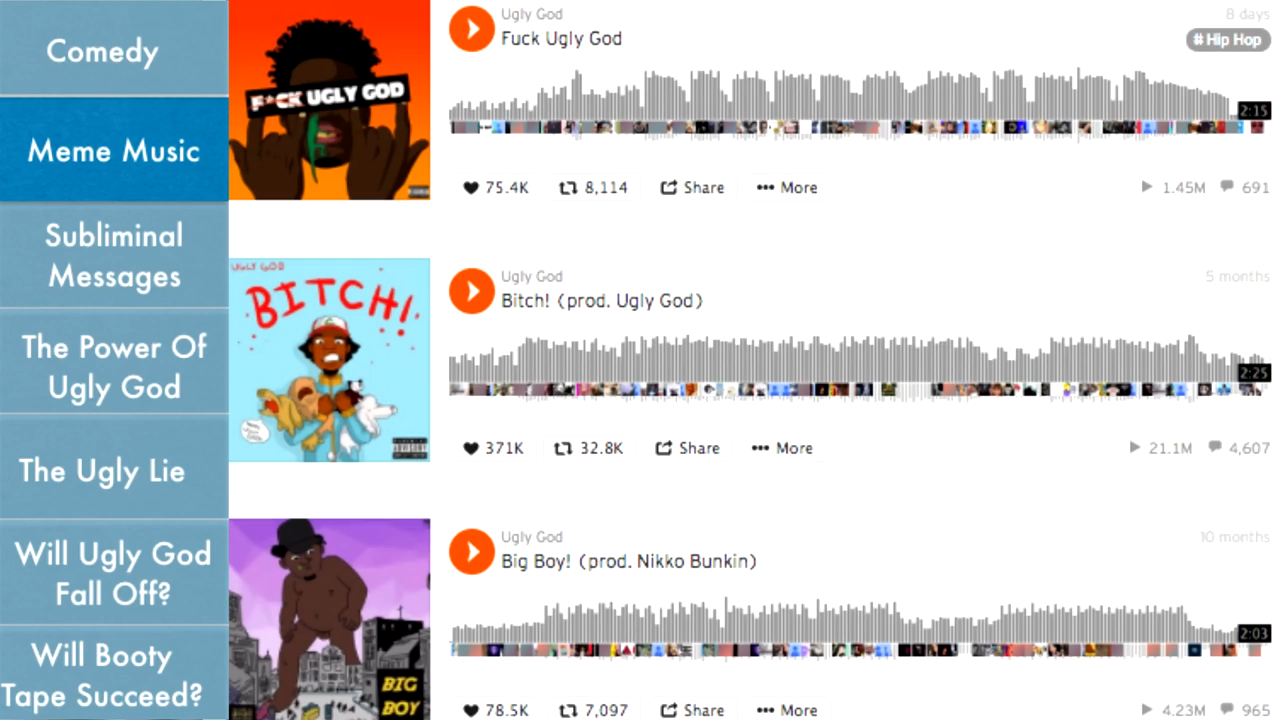 Comedy
Meme Music
Subliminal
Messages
The Power Of
Ugly God
The Ugly Lie
Will Ugly God
Fall Off?
Will Booty
Tape Succeed?
F*CK UGLY GOD
Ugly God
8 days
Fuck Ugly God
# Hip Hop
2:15
75.4K
8,114
Share
More
1.45M
691
UGLY GOD
BITCH!
Ugly God
5 months
Bitch! (prod. Ugly God)
2:25
371K
32.8K
Share
More
21.1M
4,607
BIG
BOY
Ugly God
10 months
Big Boy! (prod. Nikko Bunkin)
2:03
78.5K
7,097
Share
More
4.23M
965